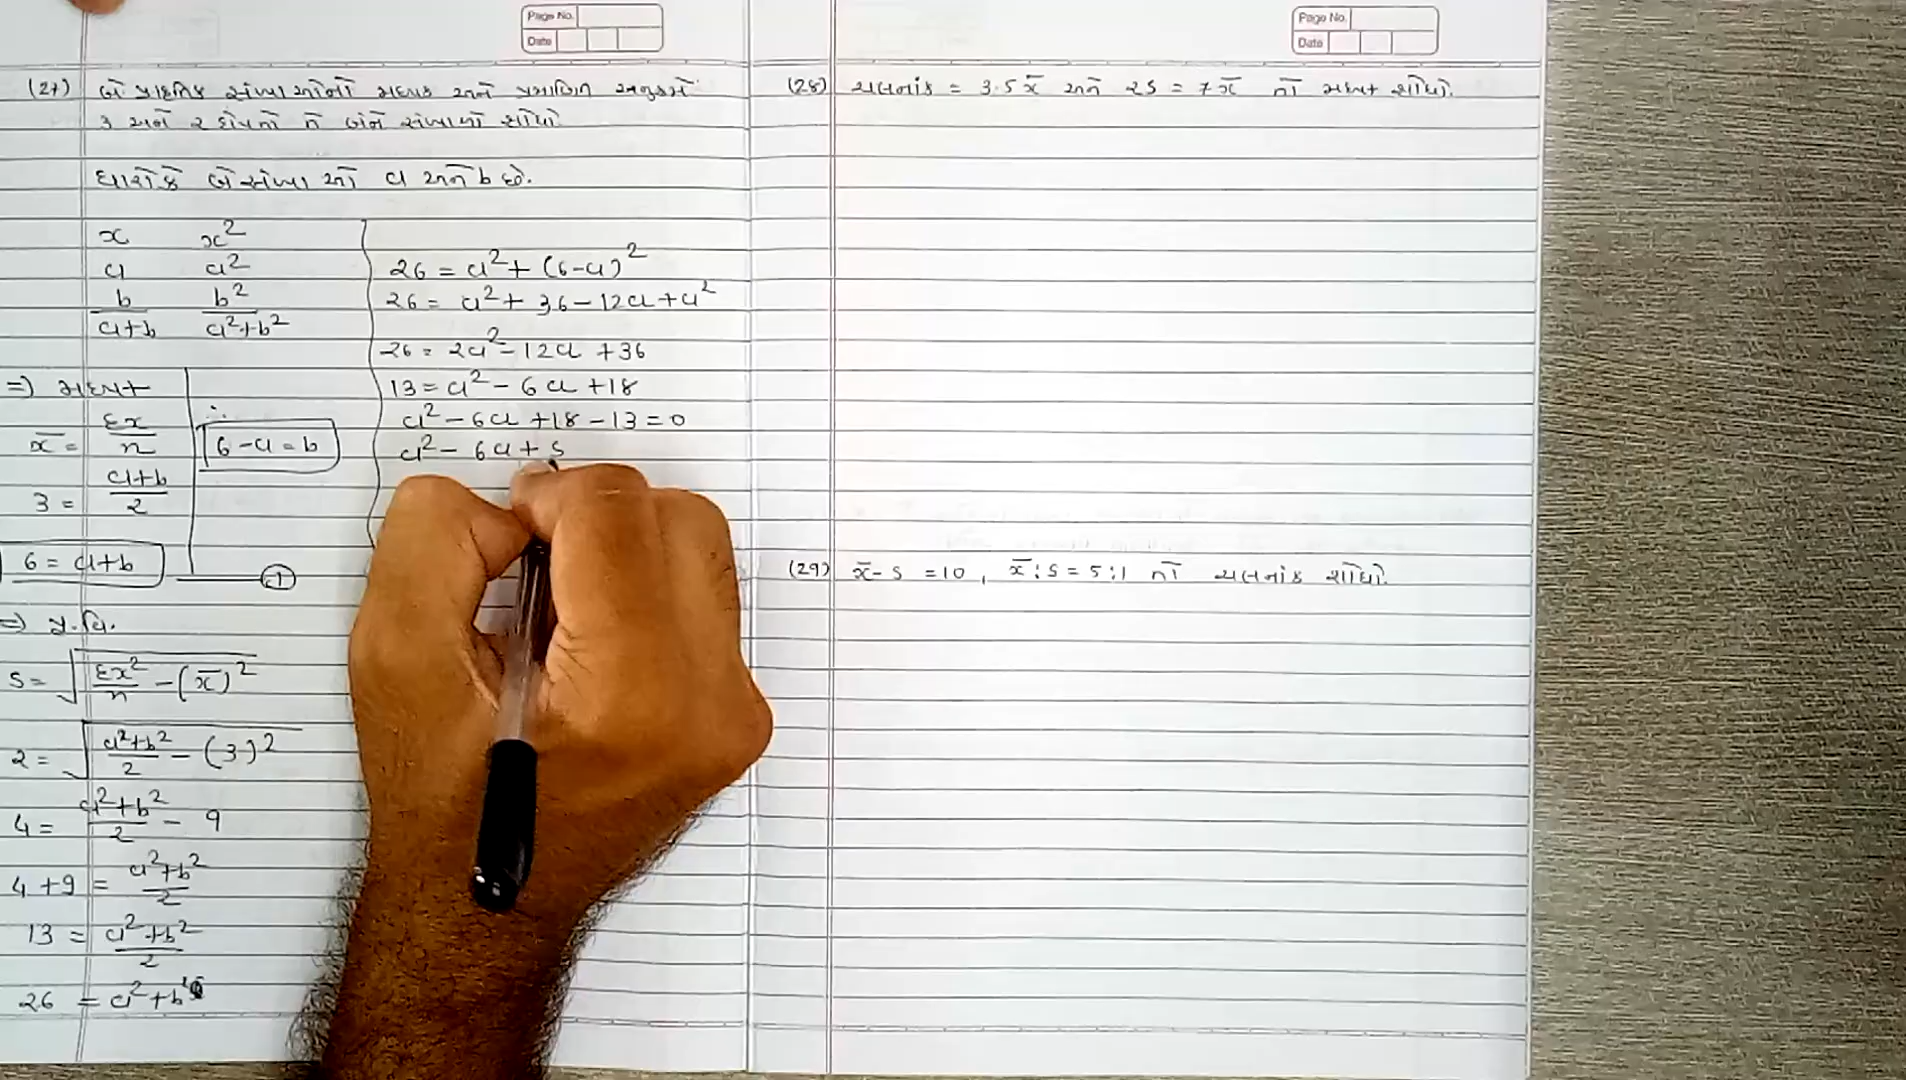 Page No.
Date
(27) બે પ્રાકૃતિક સંખ્યાઓનો મધ્યક અને પ્રમાણિત અનુક્રમે
3 અને 2 હોયતો તે બંને સંખ્યાઓ શોધો
ધારોકે બે સંખ્યાઓ a અને b છે.
x x²
a a²
b b²
a+b a²+b²
=) મધ્યક
x̄ = Σx/n
3 = (a+b)/2
6 = a+b ——— ①
∴ 6-a=b
=) પ્ર.વિ.
S = √(Σx²/n - (x̄)²)
2 = √((a²+b²)/2 - (3)²)
4 = (a²+b²)/2 - 9
4+9 = (a²+b²)/2
13 = (a²+b²)/2
26 = a²+b²
26 = a²+(6-a)²
26 = a²+36-12a+a²
26 = 2a²-12a+36
13 = a²-6a+18
a²-6a+18-13=0
a²-6a+5
Page No.
Date
(28) ચલનાંક = 3.5x̄ અને 2S = 7x̄ તો મધ્યક શોધો.
(29) x̄-S =10, x̄:S=5:1 તો ચલનાંક શોધો.